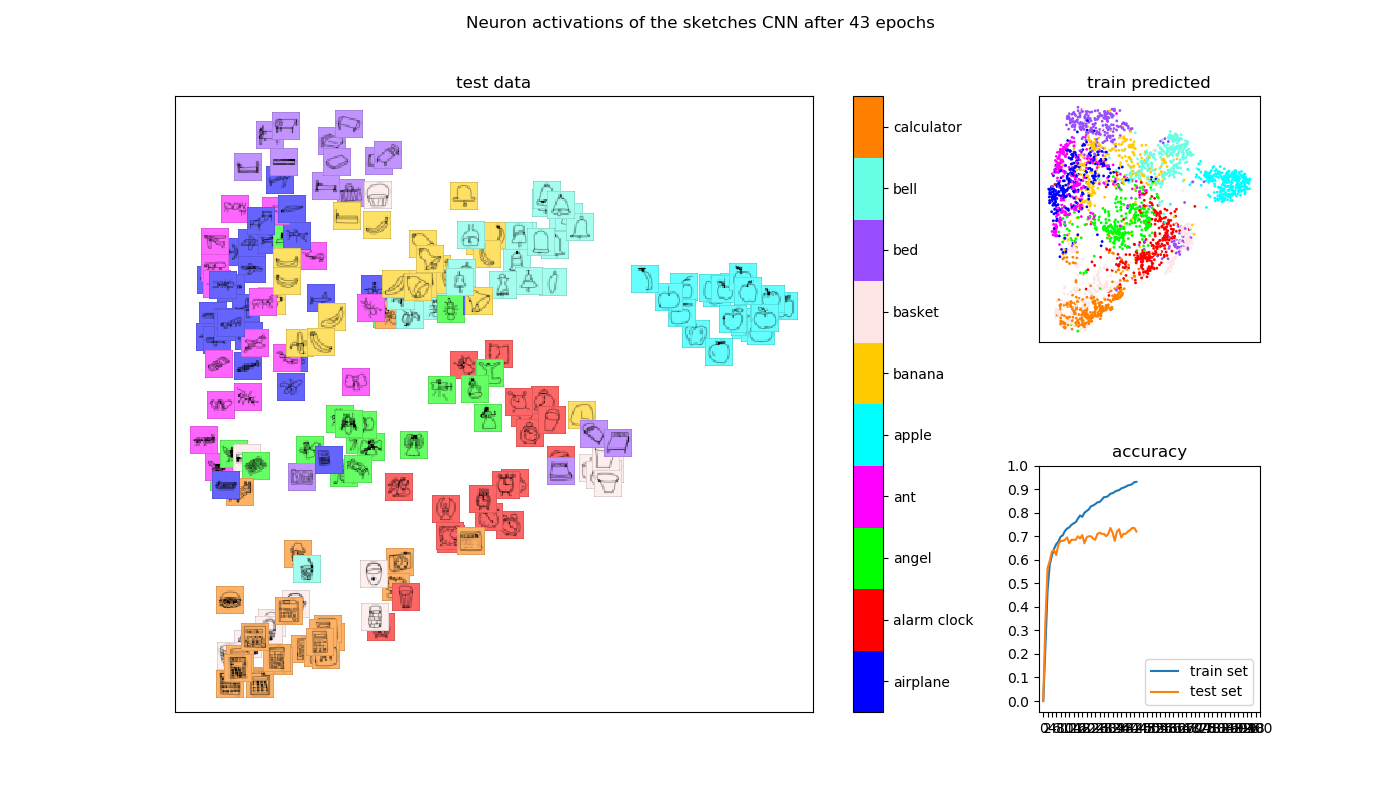 Neuron activations of the sketches CNN after 43 epochs
test data
calculator
bell
bed
basket
banana
apple
ant
angel
alarm clock
airplane
train predicted
accuracy
1.0
0.9
0.8
0.7
0.6
0.5
0.4
0.3
0.2
0.1
0.0
train set
test set